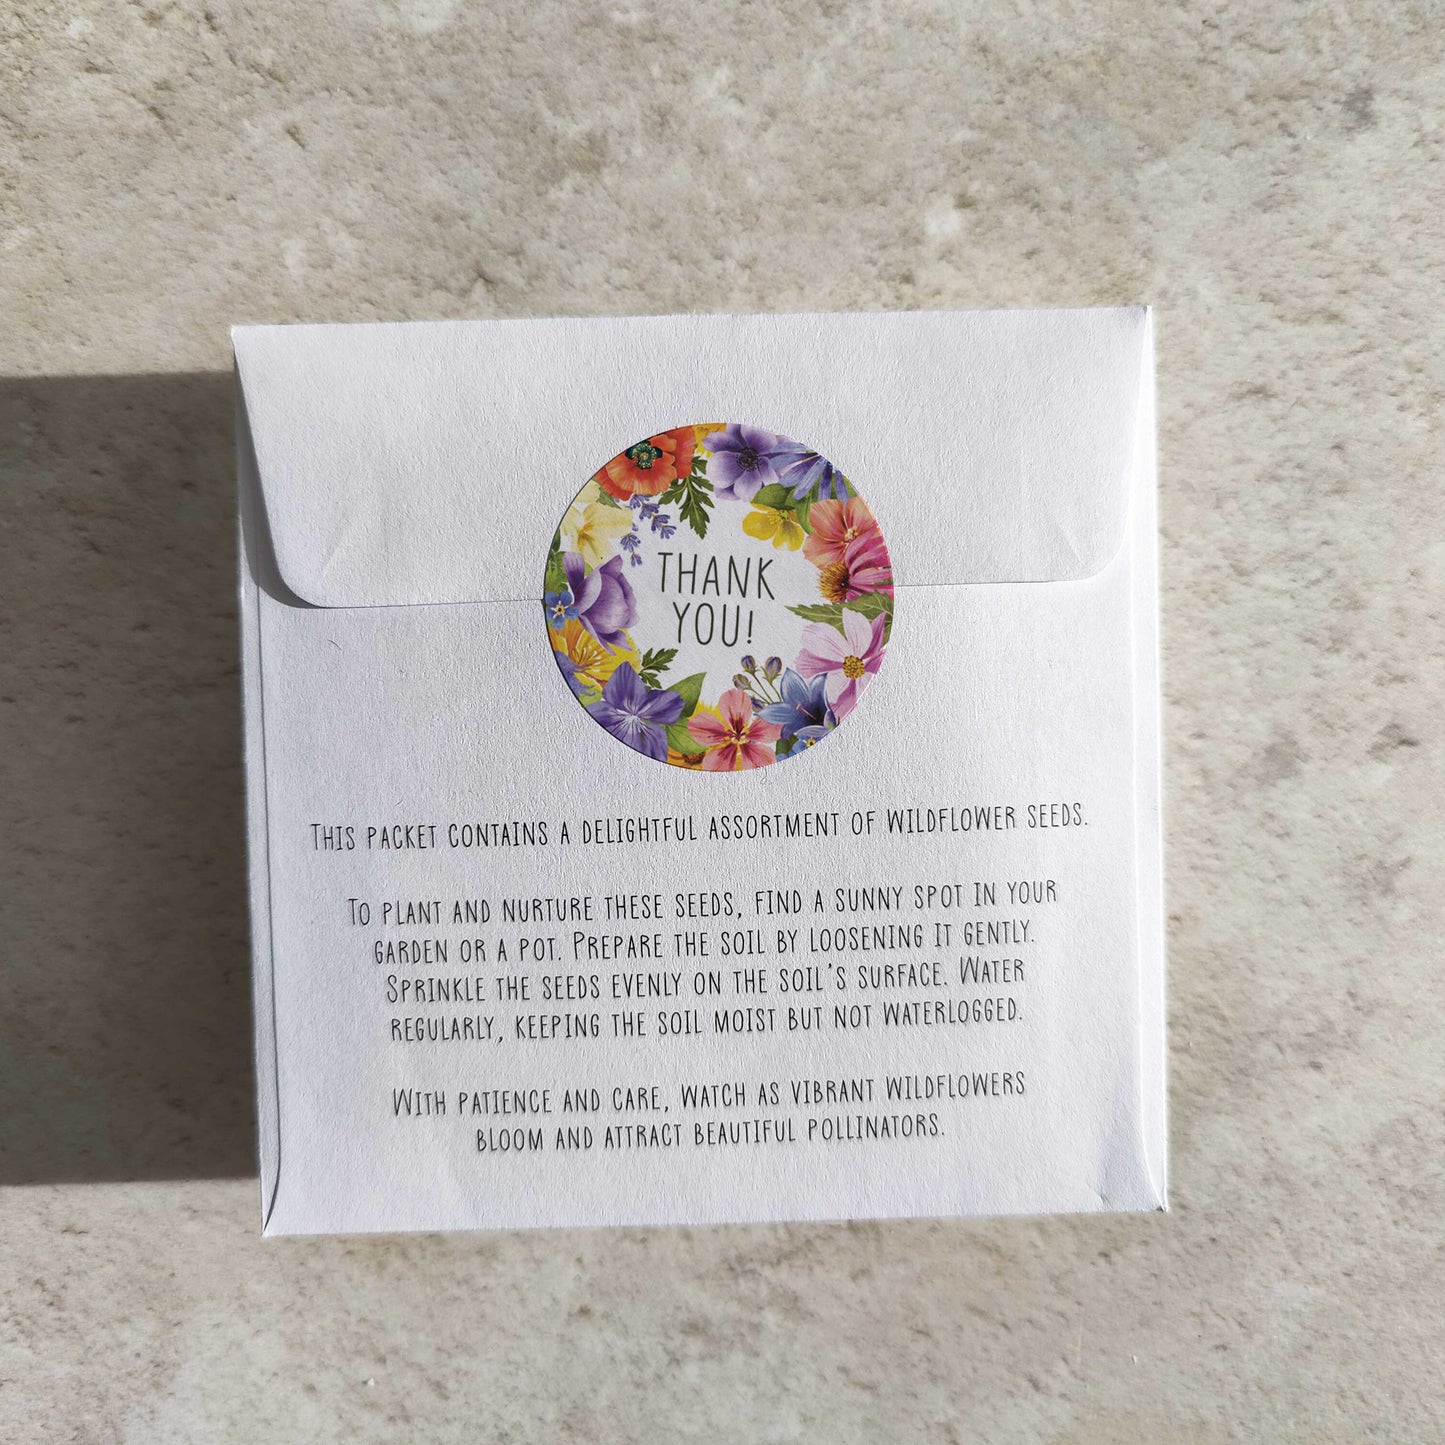 THANK
YOU!
THIS PACKET CONTAINS A DELIGHTFUL ASSORTMENT OF WILDFLOWER SEEDS.
TO PLANT AND NURTURE THESE SEEDS, FIND A SUNNY SPOT IN YOUR
GARDEN OR A POT. PREPARE THE SOIL BY LOOSENING IT GENTLY.
SPRINKLE THE SEEDS EVENLY ON THE SOIL'S SURFACE. WATER
REGULARLY, KEEPING THE SOIL MOIST BUT NOT WATERLOGGED.
WITH PATIENCE AND CARE, WATCH AS VIBRANT WILDFLOWERS
BLOOM AND ATTRACT BEAUTIFUL POLLINATORS.